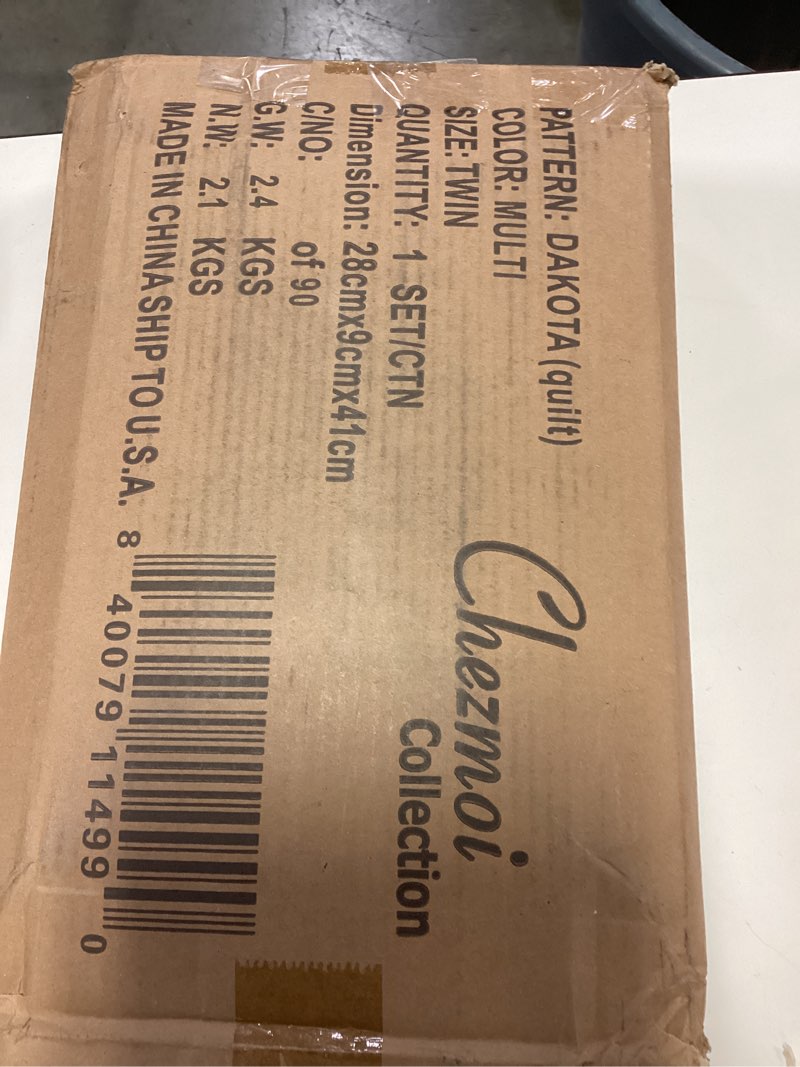 PATTERN: DAKOTA (quilt)
COLOR: MULTI
SIZE: TWIN
QUANTITY: 1 SET/CTN
Dimension: 28cmx9cmx41cm
C/NO: of 90
G.W: 2.4 KGS
N.W: 2.1 KGS
MADE IN CHINA SHIP TO U.S.A.
Chezmoi
Collection
8 40079 11499 0